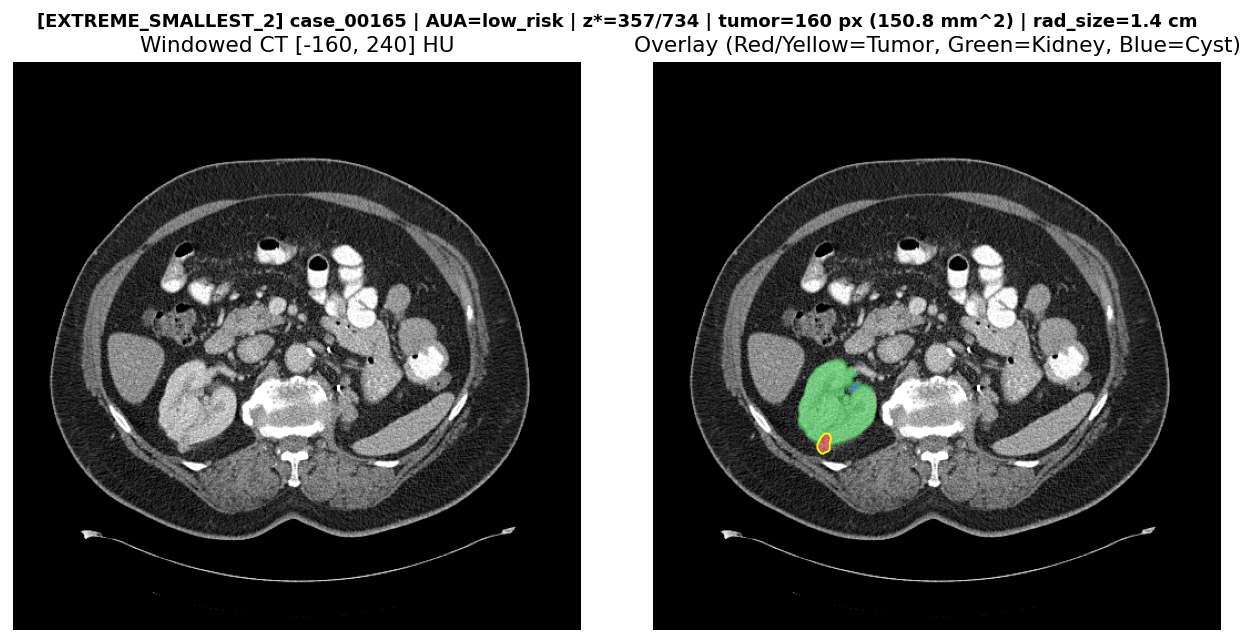 [EXTREME_SMALLEST_2] case_00165 | AUA=low_risk | z*=357/734 | tumor=160 px (150.8 mm^2) | rad_size=1.4 cm
Windowed CT [-160, 240] HU
Overlay (Red/Yellow=Tumor, Green=Kidney, Blue=Cyst)